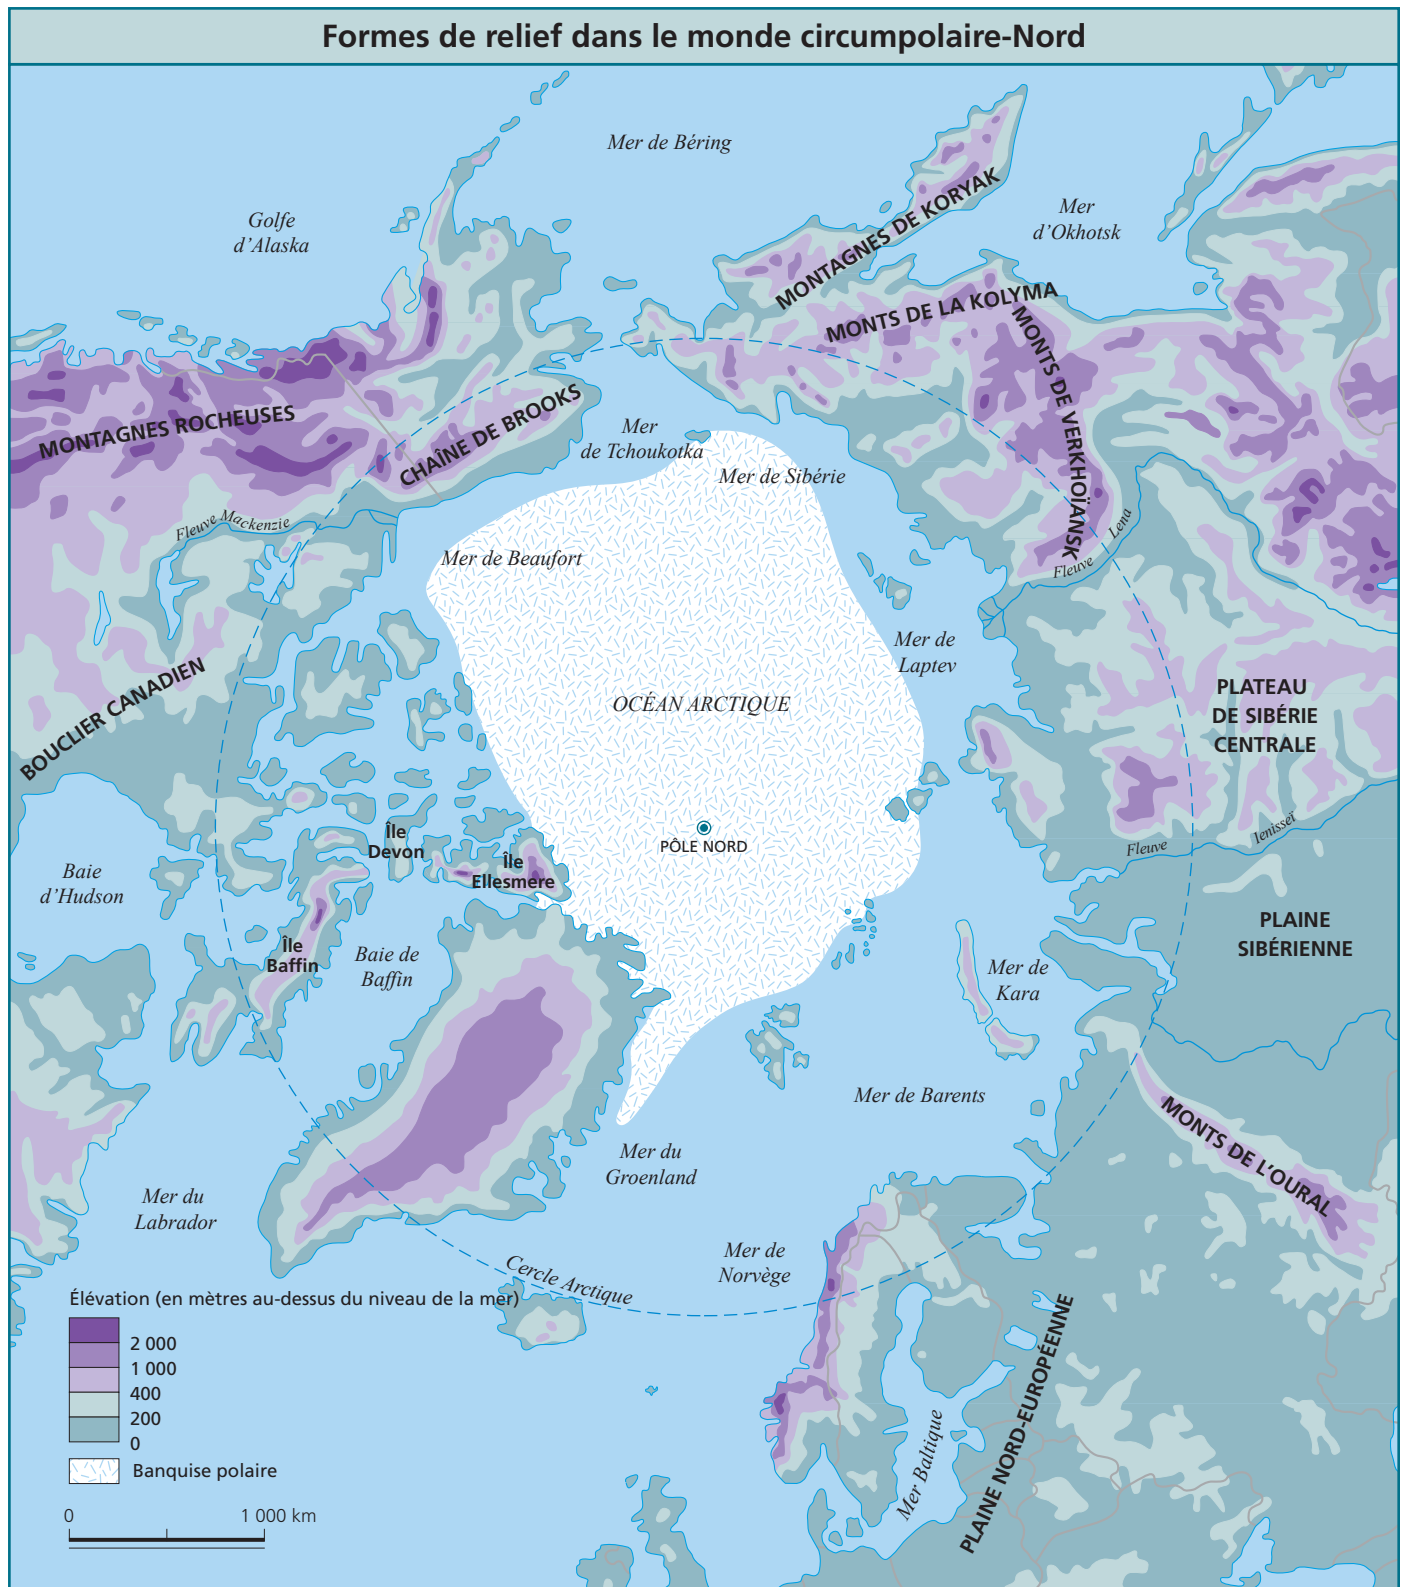 Formes de relief dans le monde circumpolaire-Nord
Mer de Béring
Golfe
d’Alaska
Mer
d’Okhotsk
MONTAGNES DE KORYAK
MONTS DE LA KOLYMA
MONTS DE VERKHOÏANSK
MONTAGNES ROCHEUSES
CHAÎNE DE BROOKS
Mer
de Tchoukotka
Mer de Sibérie
Fleuve Mackenzie
Fleuve Lena
Mer de Beaufort
Mer de
Laptev
BOUCLIER CANADIEN
OCÉAN ARCTIQUE
PLATEAU
DE SIBÉRIE
CENTRALE
PÔLE NORD
Île
Devon
Île
Ellesmere
Fleuve Ienisseï
Baie
d’Hudson
Île
Baffin
Baie de
Baffin
PLAINE
SIBÉRIENNE
Mer de
Kara
Mer de Barents
MONTS DE L’OURAL
Mer du
Groenland
Mer du
Labrador
Mer de
Norvège
Cercle Arctique
Mer Baltique
PLAINE NORD-EUROPÉENNE
Élévation (en mètres au-dessus du niveau de la mer)
2 000
1 000
400
200
0
Banquise polaire
0 1 000 km